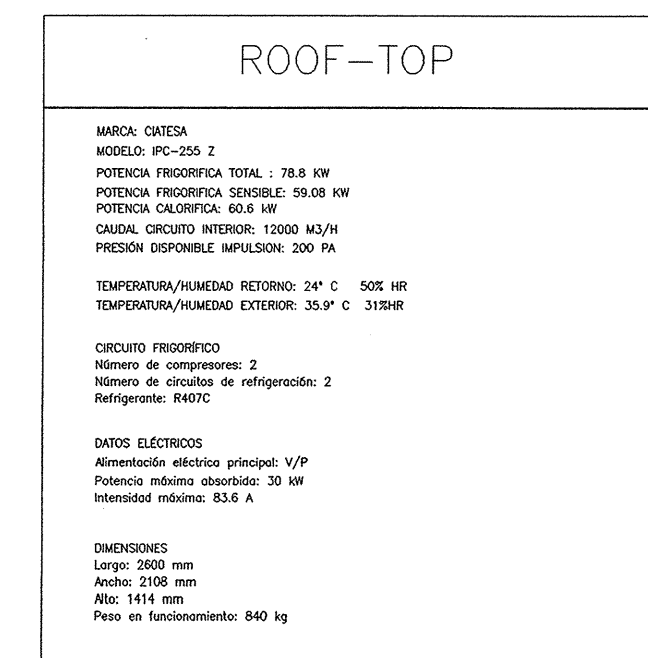 ROOF-TOP
MARCA: CIATESA
MODELO: IPC-255 Z
POTENCIA FRIGORIFICA TOTAL : 78.8 KW
POTENCIA FRIGORIFICA SENSIBLE: 59.08 KW
POTENCIA CALORIFICA: 60.6 kW
CAUDAL CIRCUITO INTERIOR: 12000 M3/H
PRESIÓN DISPONIBLE IMPULSION: 200 PA
TEMPERATURA/HUMEDAD RETORNO: 24° C 50% HR
TEMPERATURA/HUMEDAD EXTERIOR: 35.9° C 31%HR
CIRCUITO FRIGORÍFICO
Número de compresores: 2
Número de circuitos de refrigeración: 2
Refrigerante: R407C
DATOS ELÉCTRICOS
Alimentación eléctrica principal: V/P
Potencia máxima absorbida: 30 kW
Intensidad máxima: 83.6 A
DIMENSIONES
Largo: 2600 mm
Ancho: 2108 mm
Alto: 1414 mm
Peso en funcionamiento: 840 kg